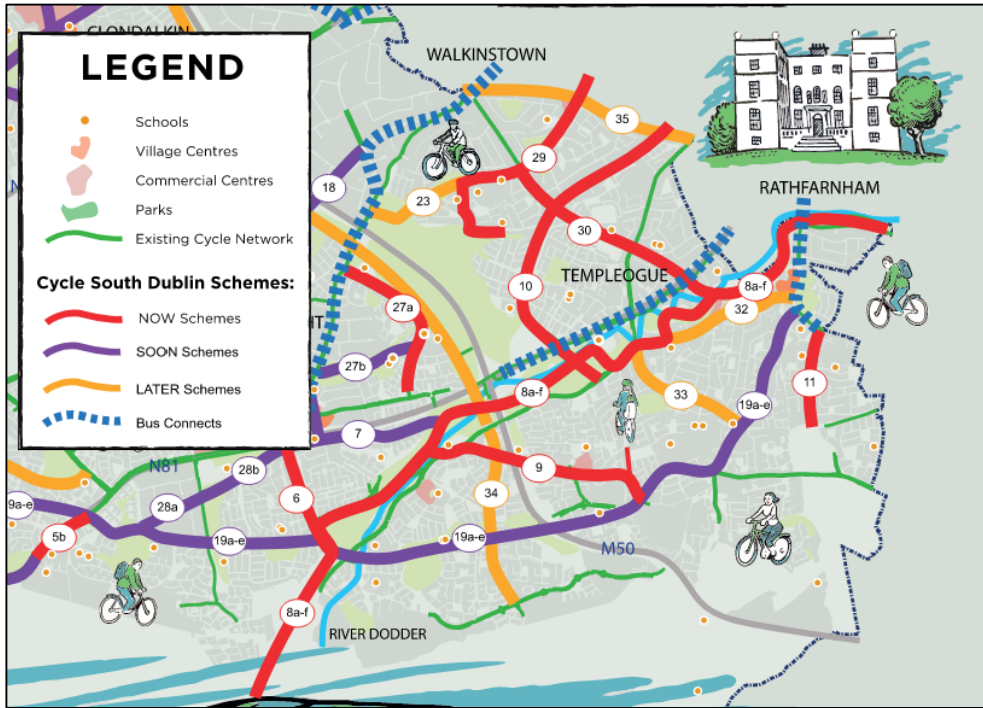 CLONDALKIN
WALKINSTOWN
LEGEND
Schools
Village Centres
Commercial Centres
Parks
Existing Cycle Network
Cycle South Dublin Schemes:
NOW Schemes
SOON Schemes
LATER Schemes
Bus Connects
35
29
18
23
RATHFARNHAM
30
TEMPLEOGUE
10
8a-f
32
27a
HT
27b
8a-f
33
11
19a-e
7
N81
28b
9
6
34
9a-e
28a
5b
19a-e
19a-e
M50
8a-f
RIVER DODDER